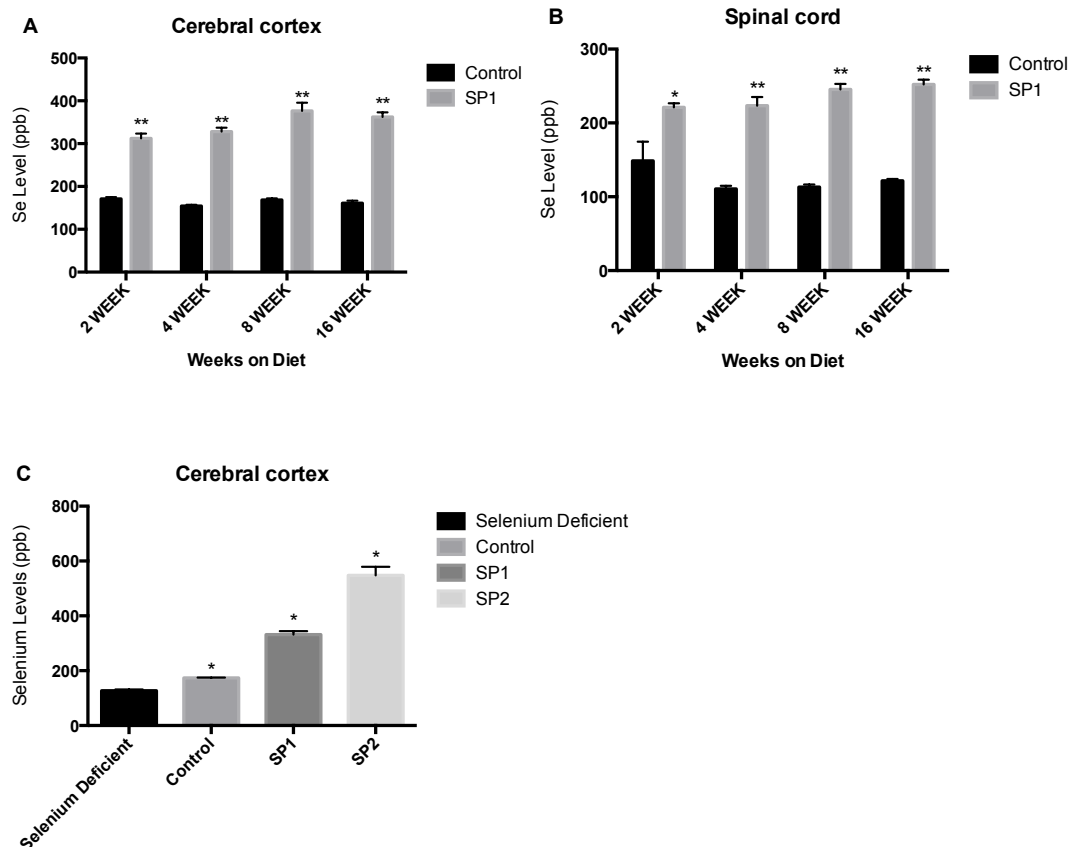 A
Cerebral cortex
Se Level (ppb)
500
400
300
200
100
0
**
**
**
**
2 WEEK
4 WEEK
8 WEEK
16 WEEK
Weeks on Diet
Control
SP1
B
Spinal cord
Se Level (ppb)
300
200
100
0
*
**
**
**
2 WEEK
4 WEEK
8 WEEK
16 WEEK
Weeks on Diet
Control
SP1
C
Cerebral cortex
Selenium Levels (ppb)
800
600
400
200
0
*
*
*
Selenium Deficient
Control
SP1
SP2
Selenium Deficient
Control
SP1
SP2